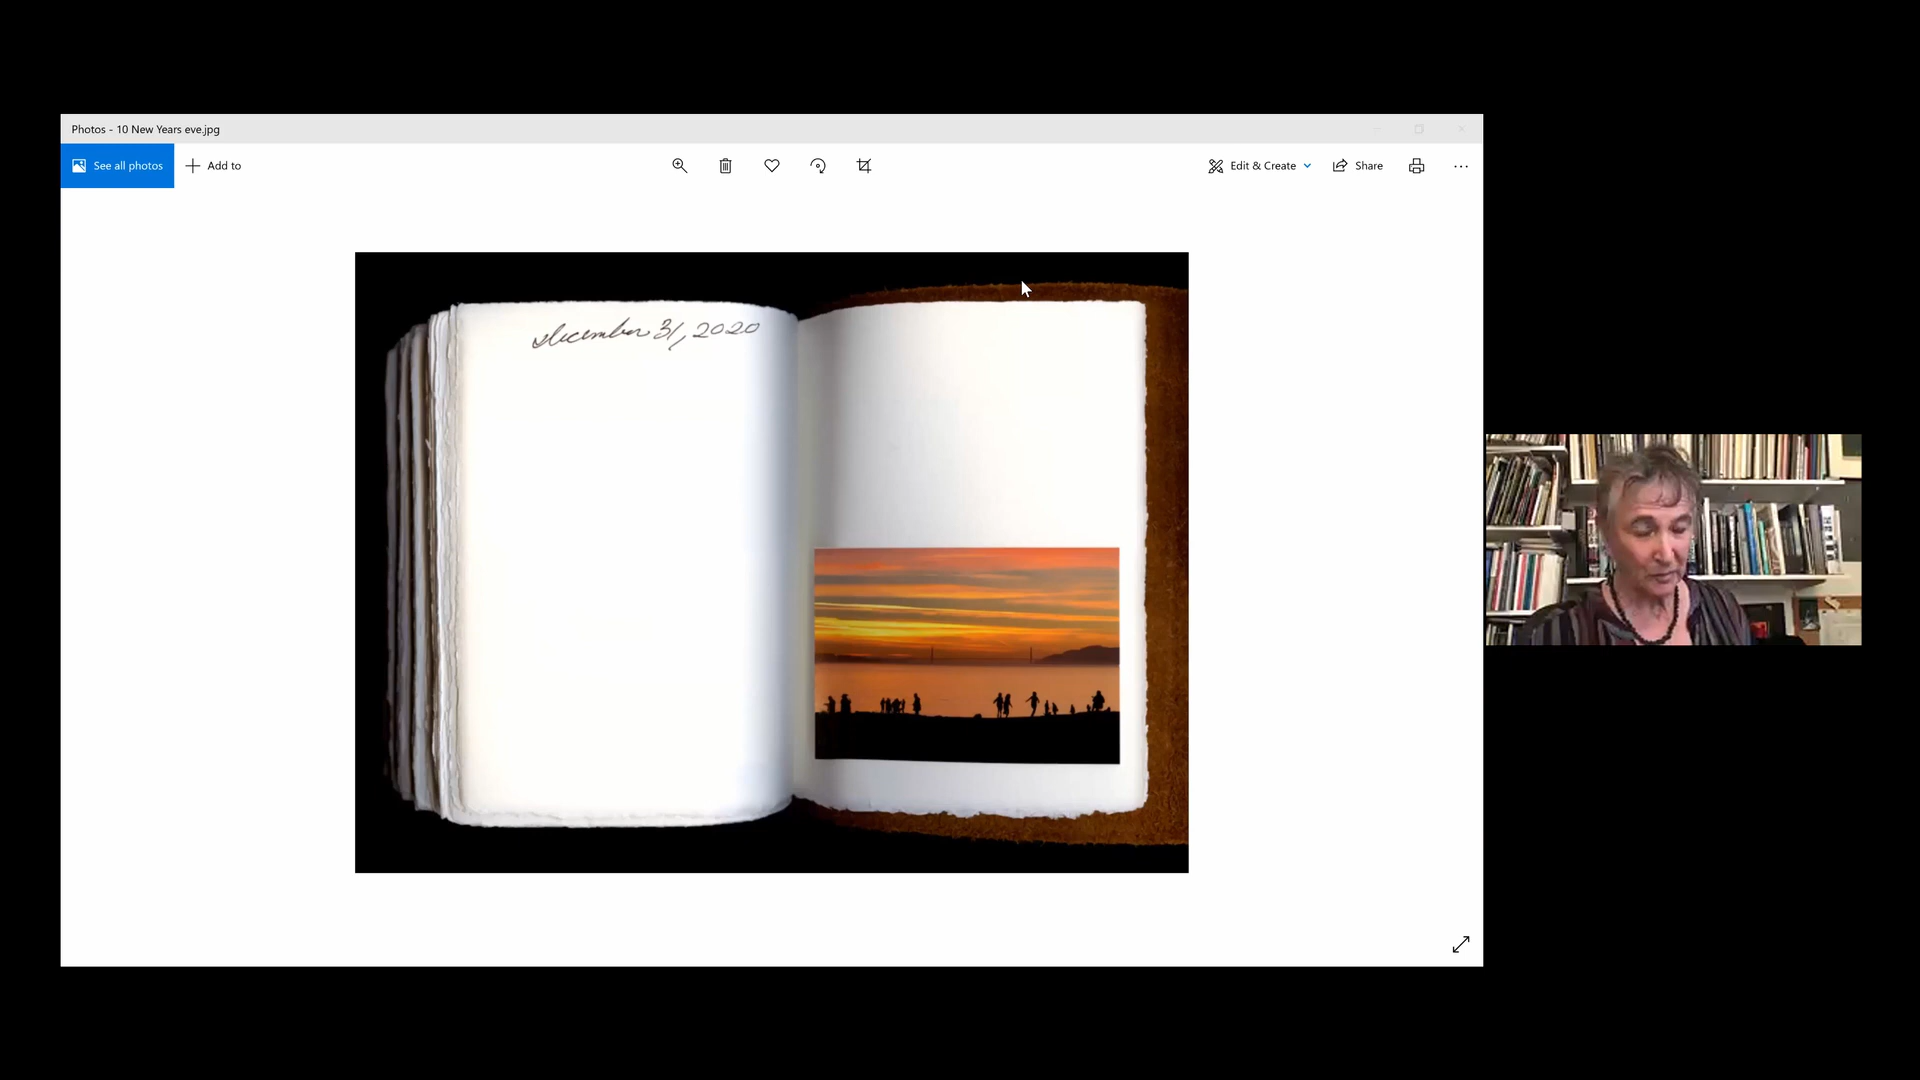 Photos - 10 New Years eve.jpg
See all photos
Add to
Edit & Create
Share
December 31, 2020